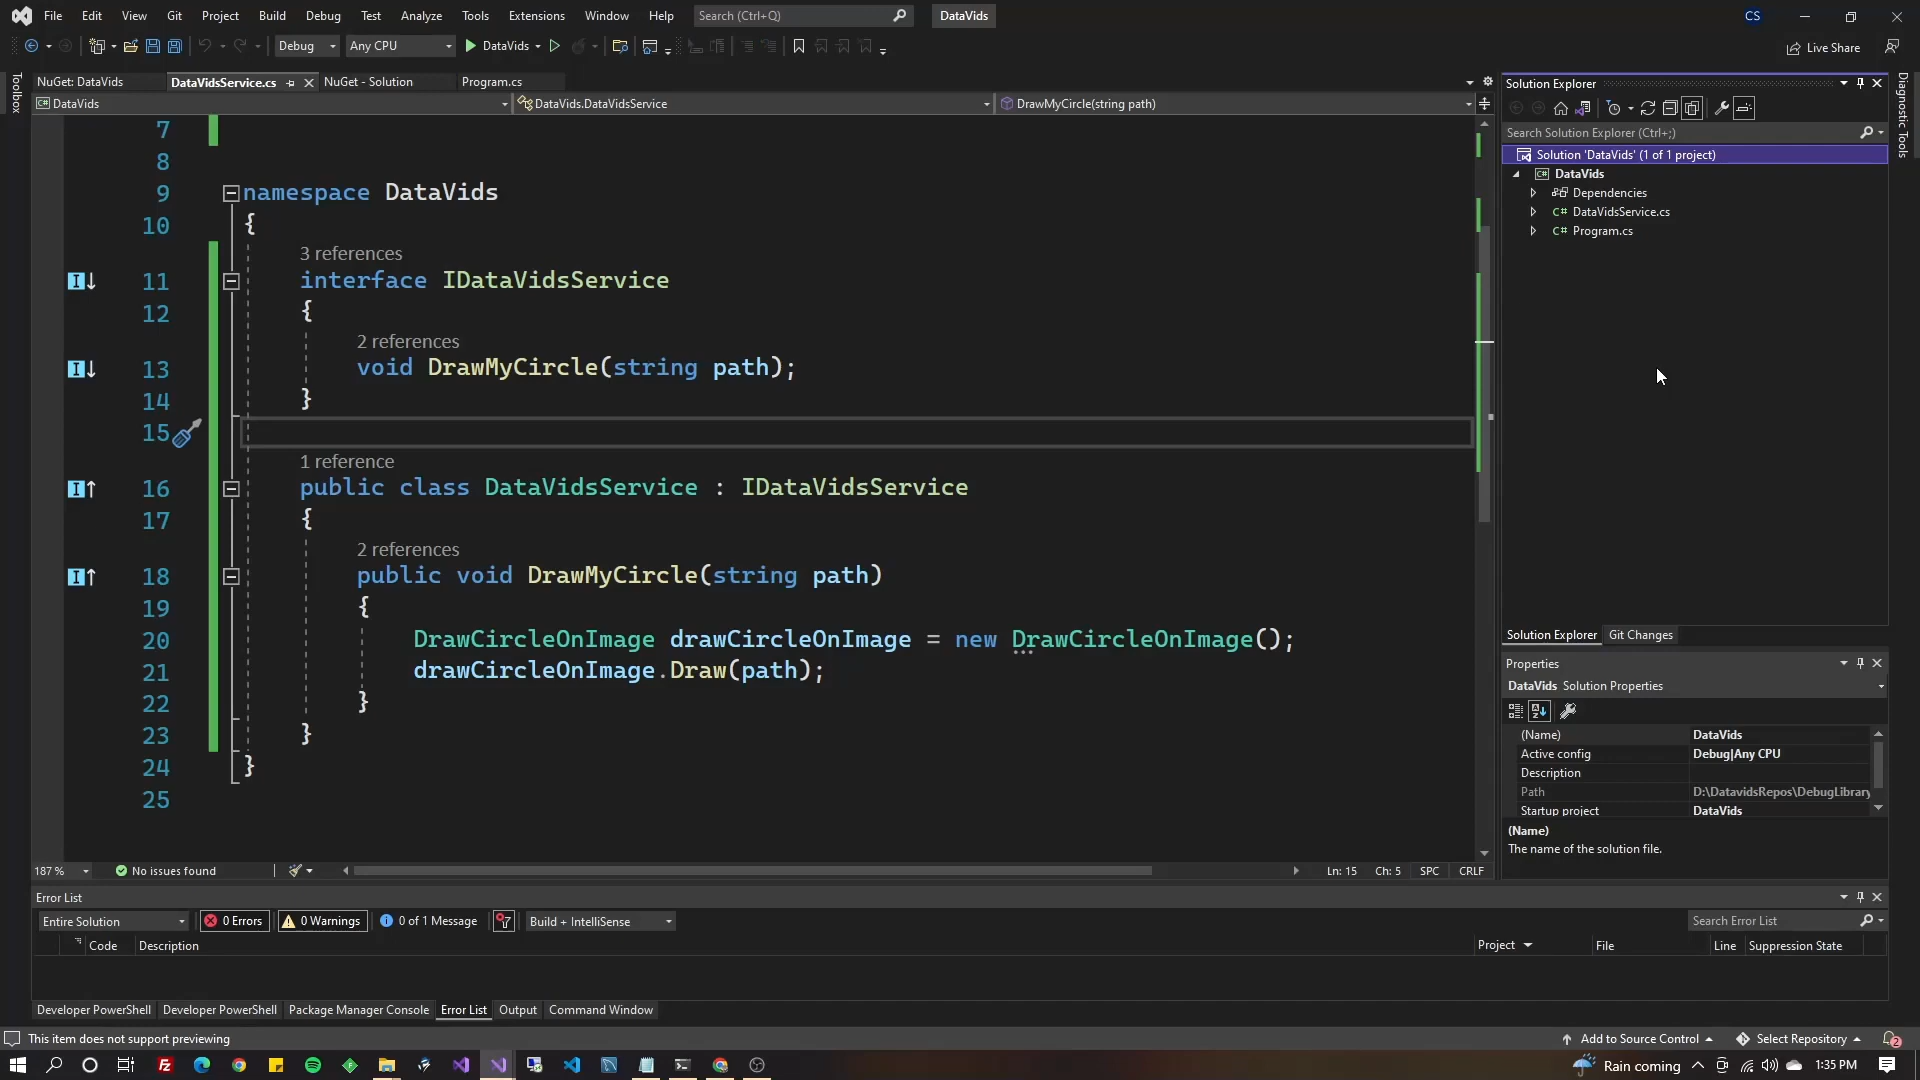 File Edit View Git Project Build Debug Test Analyze Tools Extensions Window Help Search (Ctrl+Q) DataVids CS
Debug Any CPU DataVids Live Share
Toolbox
NuGet: DataVids DataVidsService.cs NuGet - Solution Program.cs
DataVids DataVids.DataVidsService DrawMyCircle(string path)
7
8
9 namespace DataVids
10 {
3 references
11 interface IDataVidsService
12 {
2 references
13 void DrawMyCircle(string path);
14 }
15
1 reference
16 public class DataVidsService : IDataVidsService
17 {
2 references
18 public void DrawMyCircle(string path)
19 {
20 DrawCircleOnImage drawCircleOnImage = new DrawCircleOnImage();
21 drawCircleOnImage.Draw(path);
22 }
23 }
24 }
25
187 % No issues found Ln: 15 Ch: 5 SPC CRLF
Solution Explorer
Search Solution Explorer (Ctrl+;)
Solution 'DataVids' (1 of 1 project)
DataVids
Dependencies
C# DataVidsService.cs
C# Program.cs
Solution Explorer Git Changes
Properties
DataVids Solution Properties
(Name) DataVids
Active config Debug|Any CPU
Description
Path D:\DatavidsRepos\DebugLibrary
Startup project DataVids
(Name)
The name of the solution file.
Diagnostic Tools
Error List
Entire Solution 0 Errors 0 Warnings 0 of 1 Message Build + IntelliSense Search Error List
Code Description Project File Line Suppression State
Developer PowerShell Developer PowerShell Package Manager Console Error List Output Command Window
This item does not support previewing Add to Source Control Select Repository 2
Rain coming 1:35 PM